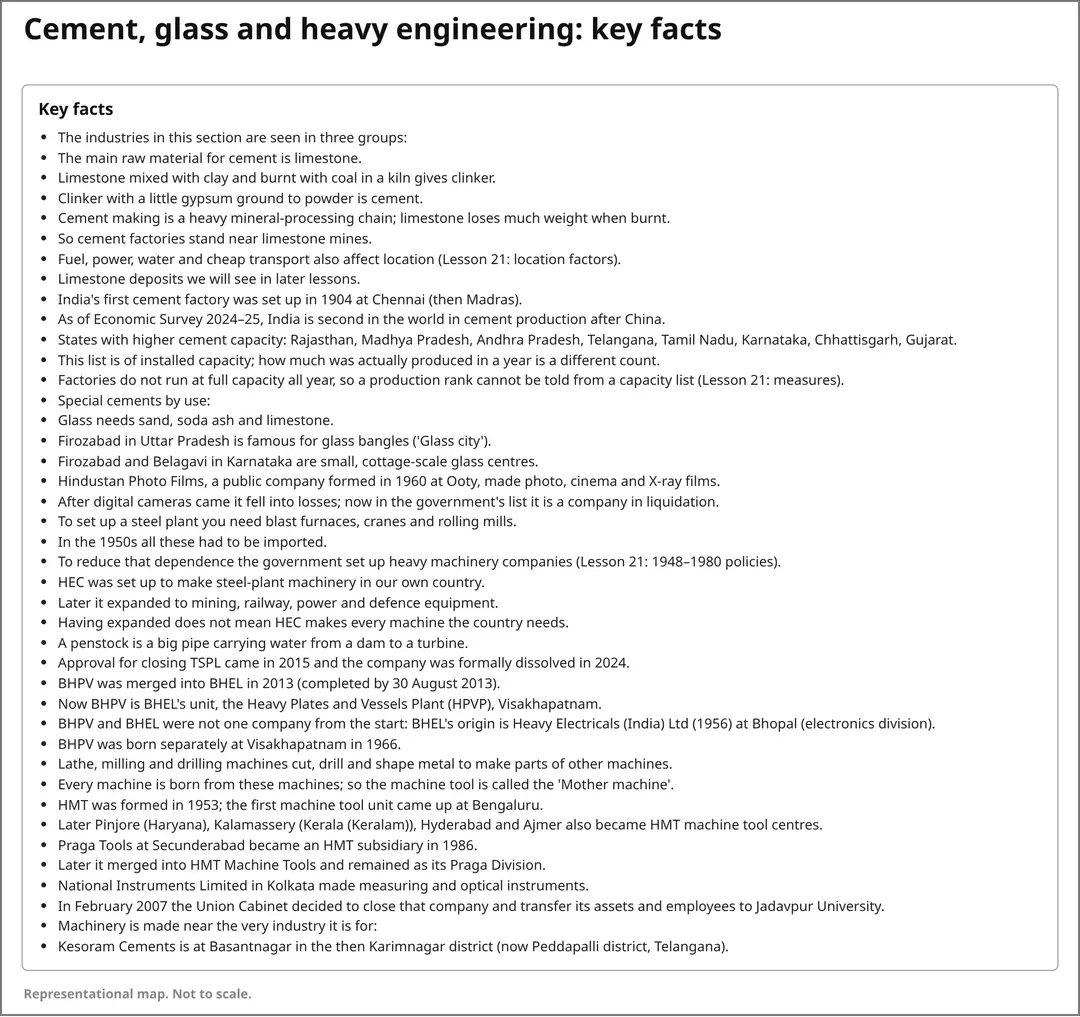 Cement, glass and heavy engineering: key facts
Key facts
• The industries in this section are seen in three groups:
• The main raw material for cement is limestone.
• Limestone mixed with clay and burnt with coal in a kiln gives clinker.
• Clinker with a little gypsum ground to powder is cement.
• Cement making is a heavy mineral-processing chain; limestone loses much weight when burnt.
• So cement factories stand near limestone mines.
• Fuel, power, water and cheap transport also affect location (Lesson 21: location factors).
• Limestone deposits we will see in later lessons.
• India's first cement factory was set up in 1904 at Chennai (then Madras).
• As of Economic Survey 2024–25, India is second in the world in cement production after China.
• States with higher cement capacity: Rajasthan, Madhya Pradesh, Andhra Pradesh, Telangana, Tamil Nadu, Karnataka, Chhattisgarh, Gujarat.
• This list is of installed capacity; how much was actually produced in a year is a different count.
• Factories do not run at full capacity all year, so a production rank cannot be told from a capacity list (Lesson 21: measures).
• Special cements by use:
• Glass needs sand, soda ash and limestone.
• Firozabad in Uttar Pradesh is famous for glass bangles ('Glass city').
• Firozabad and Belagavi in Karnataka are small, cottage-scale glass centres.
• Hindustan Photo Films, a public company formed in 1960 at Ooty, made photo, cinema and X-ray films.
• After digital cameras came it fell into losses; now in the government's list it is a company in liquidation.
• To set up a steel plant you need blast furnaces, cranes and rolling mills.
• In the 1950s all these had to be imported.
• To reduce that dependence the government set up heavy machinery companies (Lesson 21: 1948–1980 policies).
• HEC was set up to make steel-plant machinery in our own country.
• Later it expanded to mining, railway, power and defence equipment.
• Having expanded does not mean HEC makes every machine the country needs.
• A penstock is a big pipe carrying water from a dam to a turbine.
• Approval for closing TSPL came in 2015 and the company was formally dissolved in 2024.
• BHPV was merged into BHEL in 2013 (completed by 30 August 2013).
• Now BHPV is BHEL's unit, the Heavy Plates and Vessels Plant (HPVP), Visakhapatnam.
• BHPV and BHEL were not one company from the start: BHEL's origin is Heavy Electricals (India) Ltd (1956) at Bhopal (electronics division).
• BHPV was born separately at Visakhapatnam in 1966.
• Lathe, milling and drilling machines cut, drill and shape metal to make parts of other machines.
• Every machine is born from these machines; so the machine tool is called the 'Mother machine'.
• HMT was formed in 1953; the first machine tool unit came up at Bengaluru.
• Later Pinjore (Haryana), Kalamassery (Kerala (Keralam)), Hyderabad and Ajmer also became HMT machine tool centres.
• Praga Tools at Secunderabad became an HMT subsidiary in 1986.
• Later it merged into HMT Machine Tools and remained as its Praga Division.
• National Instruments Limited in Kolkata made measuring and optical instruments.
• In February 2007 the Union Cabinet decided to close that company and transfer its assets and employees to Jadavpur University.
• Machinery is made near the very industry it is for:
• Kesoram Cements is at Basantnagar in the then Karimnagar district (now Peddapalli district, Telangana).
Representational map. Not to scale.